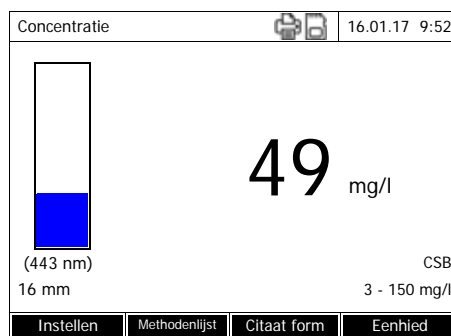 Concentratie 16.01.17 9:52
49 mg/l
(443 nm) CSB
16 mm 3 - 150 mg/l
Instellen Methodenlijst Citaat form Eenhied